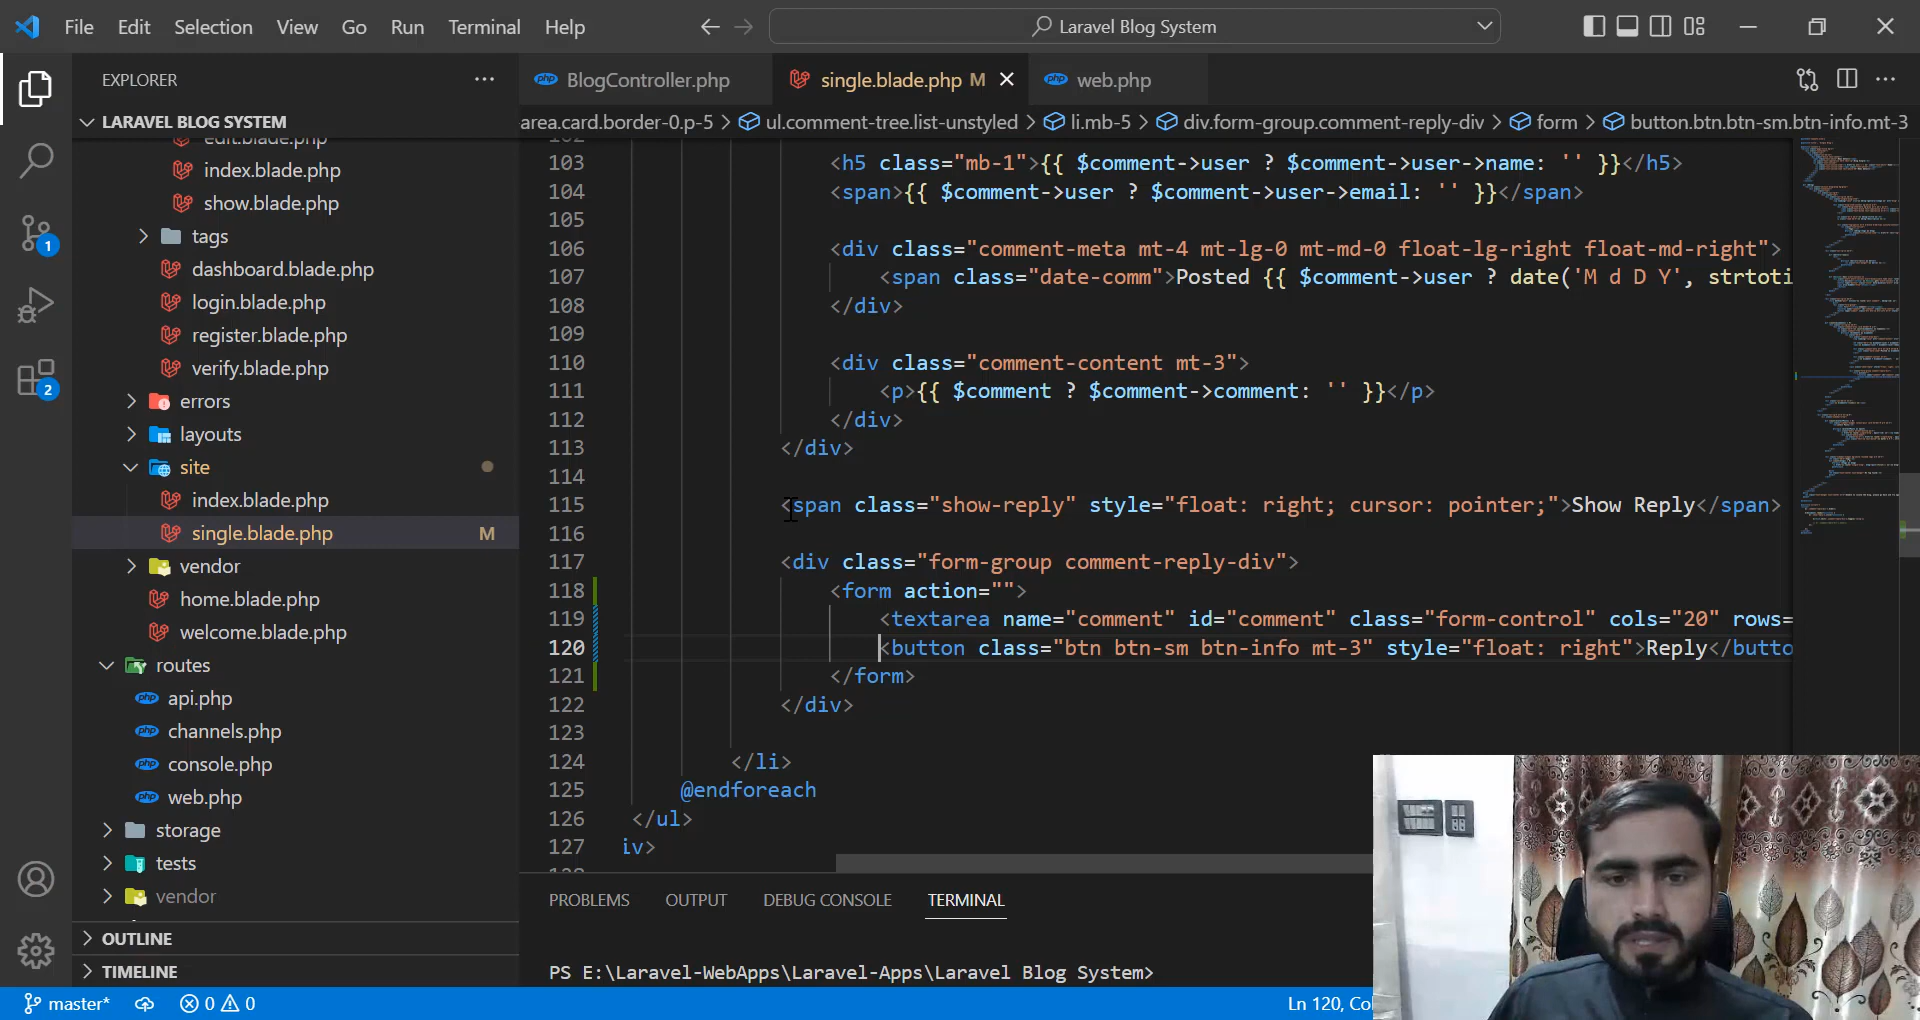 File Edit Selection View Go Run Terminal Help
Laravel Blog System
EXPLORER
BlogController.php
single.blade.php M
web.php
LARAVEL BLOG SYSTEM
area.card.border-0.p-5 > ul.comment-tree.list-unstyled > li.mb-5 > div.form-group.comment-reply-div > form > button.btn.btn-sm.btn-info.mt-3
edit.blade.php
index.blade.php
show.blade.php
tags
dashboard.blade.php
login.blade.php
register.blade.php
verify.blade.php
errors
layouts
site
index.blade.php
single.blade.php M
vendor
home.blade.php
welcome.blade.php
routes
api.php
channels.php
console.php
web.php
storage
tests
vendor
OUTLINE
TIMELINE
1
2
103 <h5 class="mb-1">{{ $comment->user ? $comment->user->name: '' }}</h5>
104 <span>{{ $comment->user ? $comment->user->email: '' }}</span>
105
106 <div class="comment-meta mt-4 mt-lg-0 mt-md-0 float-lg-right float-md-right">
107 <span class="date-comm">Posted {{ $comment->user ? date('M d D Y', strtoti
108 </div>
109
110 <div class="comment-content mt-3">
111 <p>{{ $comment ? $comment->comment: '' }}</p>
112 </div>
113 </div>
114
115 <span class="show-reply" style="float: right; cursor: pointer;">Show Reply</span>
116
117 <div class="form-group comment-reply-div">
118 <form action="">
119 <textarea name="comment" id="comment" class="form-control" cols="20" rows=
120 <button class="btn btn-sm btn-info mt-3" style="float: right">Reply</butto
121 </form>
122 </div>
123
124 </li>
125 @endforeach
126 </ul>
127 iv>
PROBLEMS OUTPUT DEBUG CONSOLE TERMINAL
PS E:\Laravel-WebApps\Laravel-Apps\Laravel Blog System>
master* 0 0
Ln 120, Co